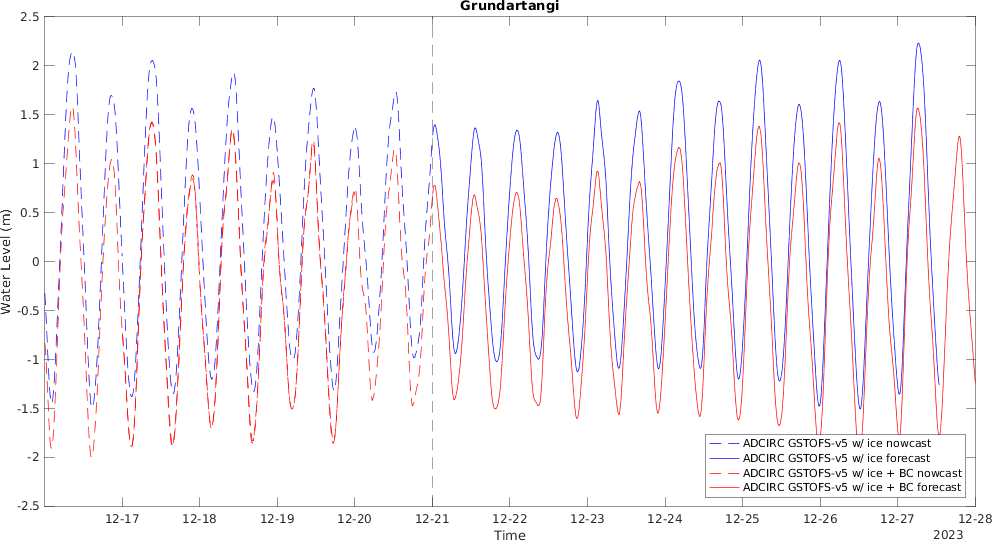 Grundartangi
2.5
2
1.5
1
0.5
0
-0.5
-1
-1.5
-2
-2.5
Water Level (m)
12-17 12-18 12-19 12-20 12-21 12-22 12-23 12-24 12-25 12-26 12-27 12-28
Time
2023
ADCIRC GSTOFS-v5 w/ ice nowcast
ADCIRC GSTOFS-v5 w/ ice forecast
ADCIRC GSTOFS-v5 w/ ice + BC nowcast
ADCIRC GSTOFS-v5 w/ ice + BC forecast